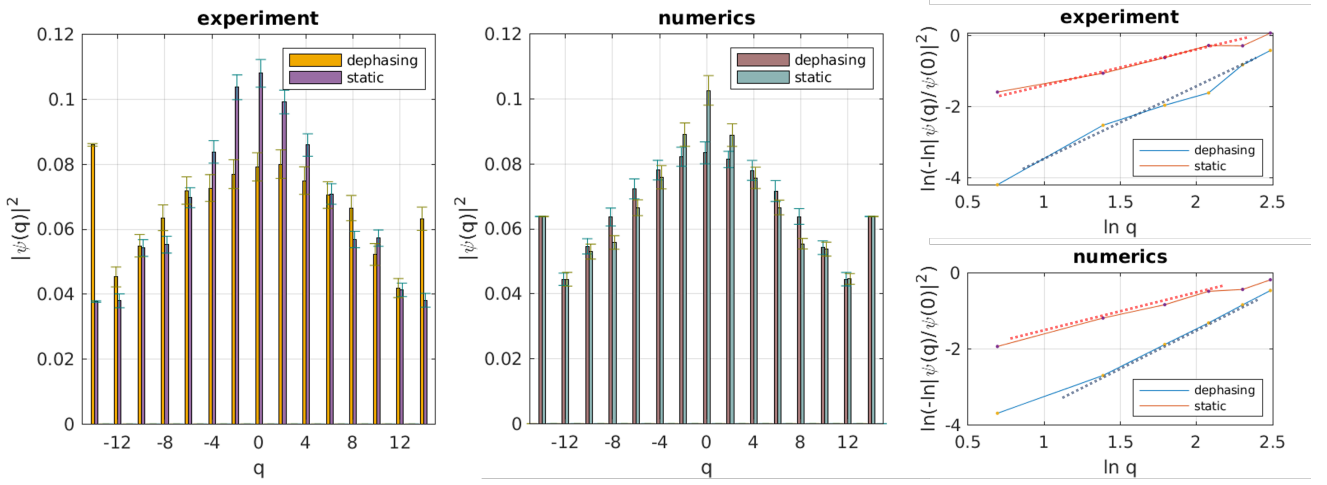 experiment
|ψ(q)|²
0.12
0.1
0.08
0.06
0.04
0.02
0
dephasing
static
-12
-8
-4
0
4
8
12
q
numerics
|ψ(q)|²
0.12
0.1
0.08
0.06
0.04
0.02
0
dephasing
static
-12
-8
-4
0
4
8
12
q
experiment
ln(-ln|ψ(q)/ψ(0)|²)
0
-2
-4
dephasing
static
0.5
1
1.5
2
2.5
ln q
numerics
ln(-ln|ψ(q)/ψ(0)|²)
0
-2
-4
dephasing
static
0.5
1
1.5
2
2.5
ln q